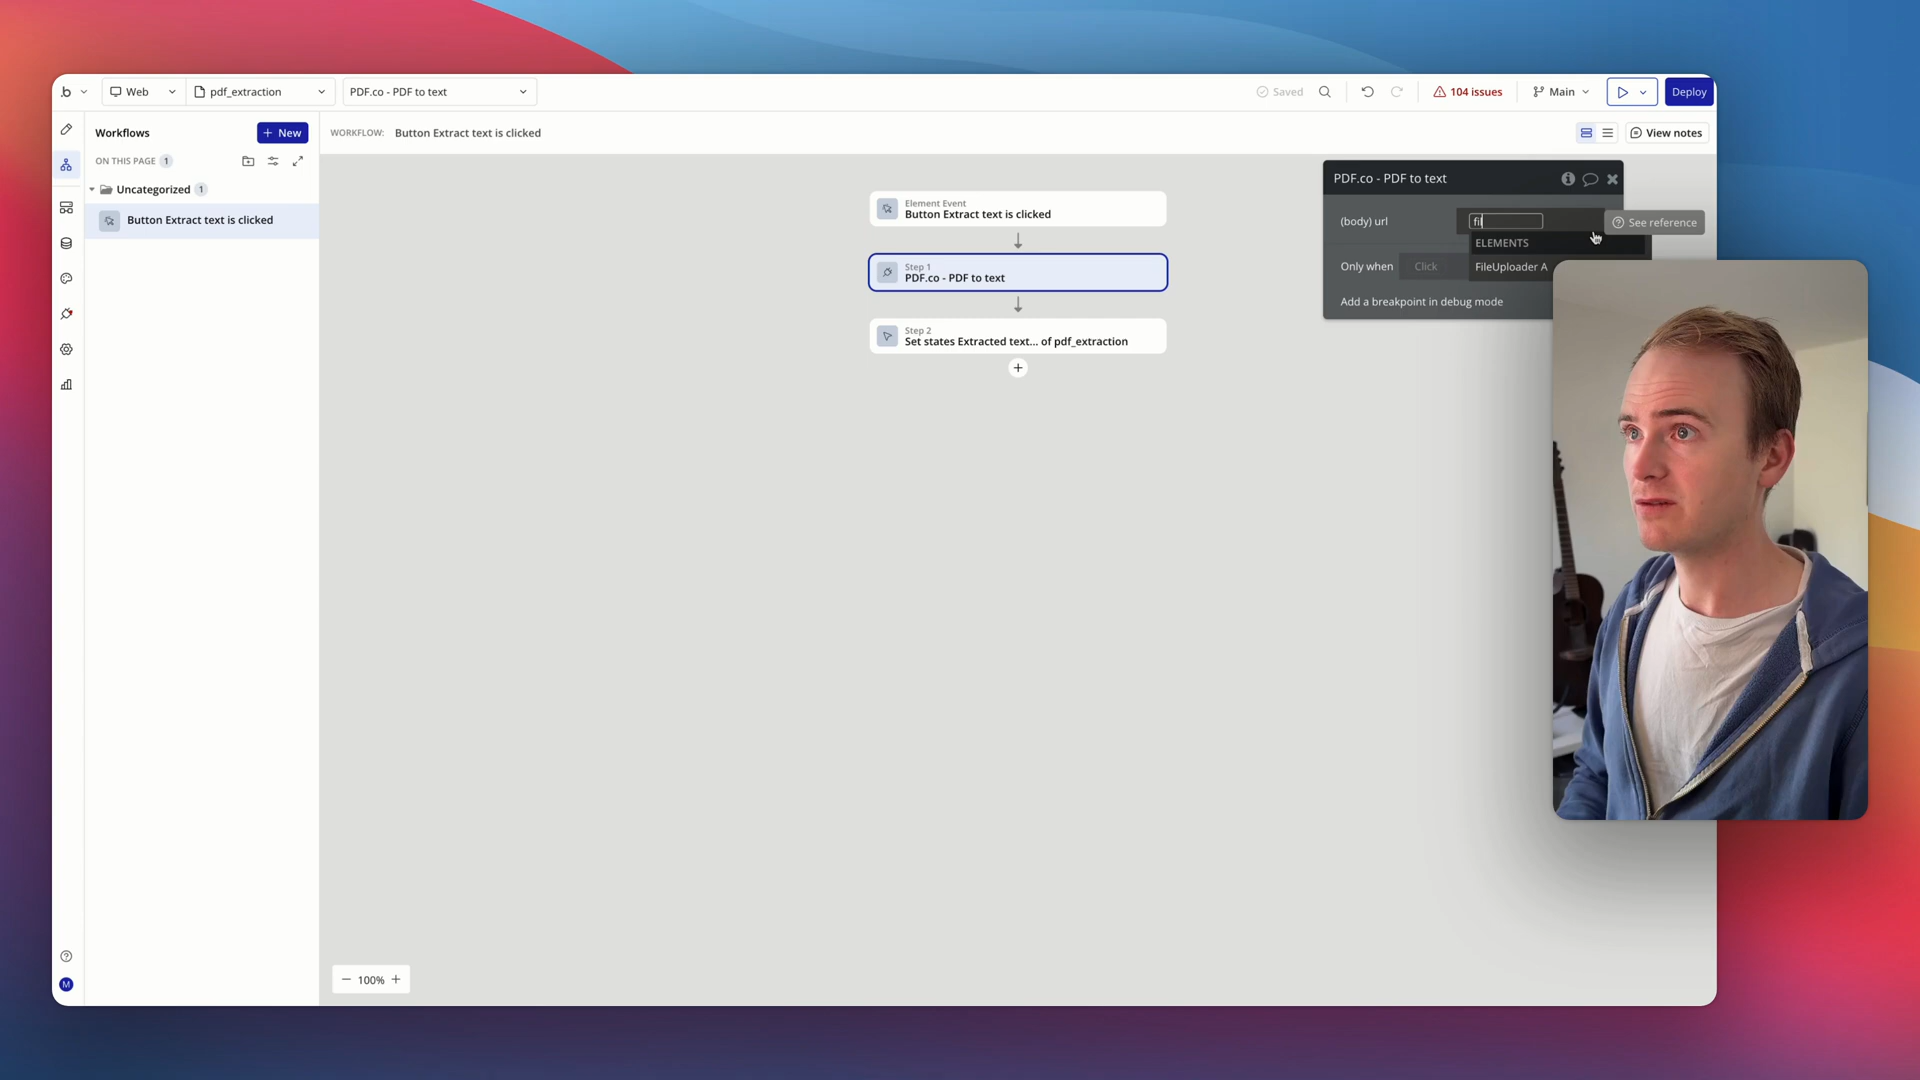 Web
pdf_extraction
PDF.co - PDF to text
Saved
104 issues
Main
Deploy
Workflows
+ New
WORKFLOW: Button Extract text is clicked
View notes
ON THIS PAGE 1
Uncategorized 1
Button Extract text is clicked
Element Event
Button Extract text is clicked
Step 1
PDF.co - PDF to text
Step 2
Set states Extracted text... of pdf_extraction
+
PDF.co - PDF to text
(body) url
fil
See reference
ELEMENTS
Only when
Click
FileUploader A
Add a breakpoint in debug mode
M
− 100% +